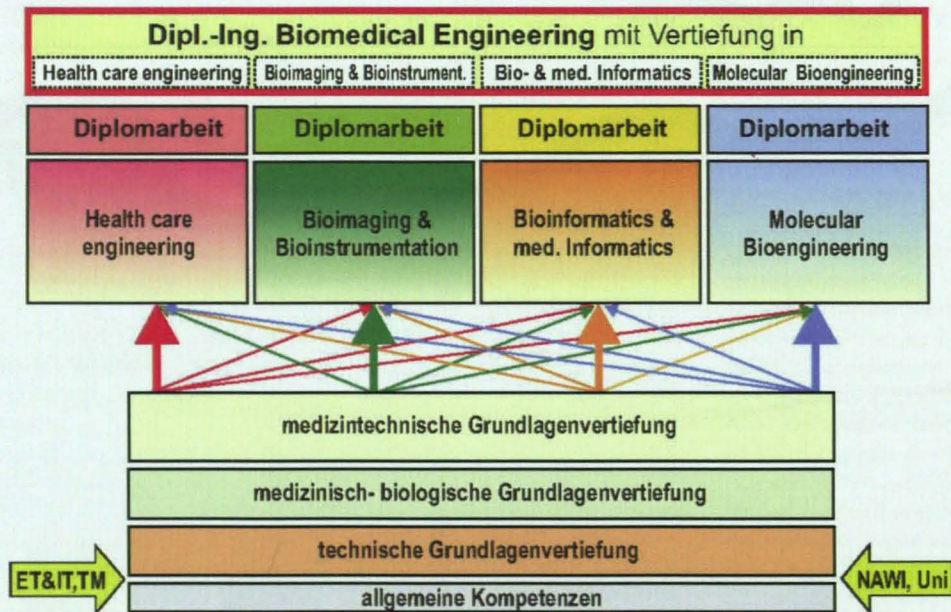 Dipl.-Ing. Biomedical Engineering mit Vertiefung in
Health care engineering
Bioimaging & Bioinstrument.
Bio- & med. Informatics
Molecular Bioengineering
Diplomarbeit
Diplomarbeit
Diplomarbeit
Diplomarbeit
Health care
engineering
Bioimaging &
Bioinstrumentation
Bioinformatics &
med. Informatics
Molecular
Bioengineering
medizintechnische Grundlagenvertiefung
medizinisch- biologische Grundlagenvertiefung
technische Grundlagenvertiefung
ET&IT,TM
NAWI, Uni
allgemeine Kompetenzen